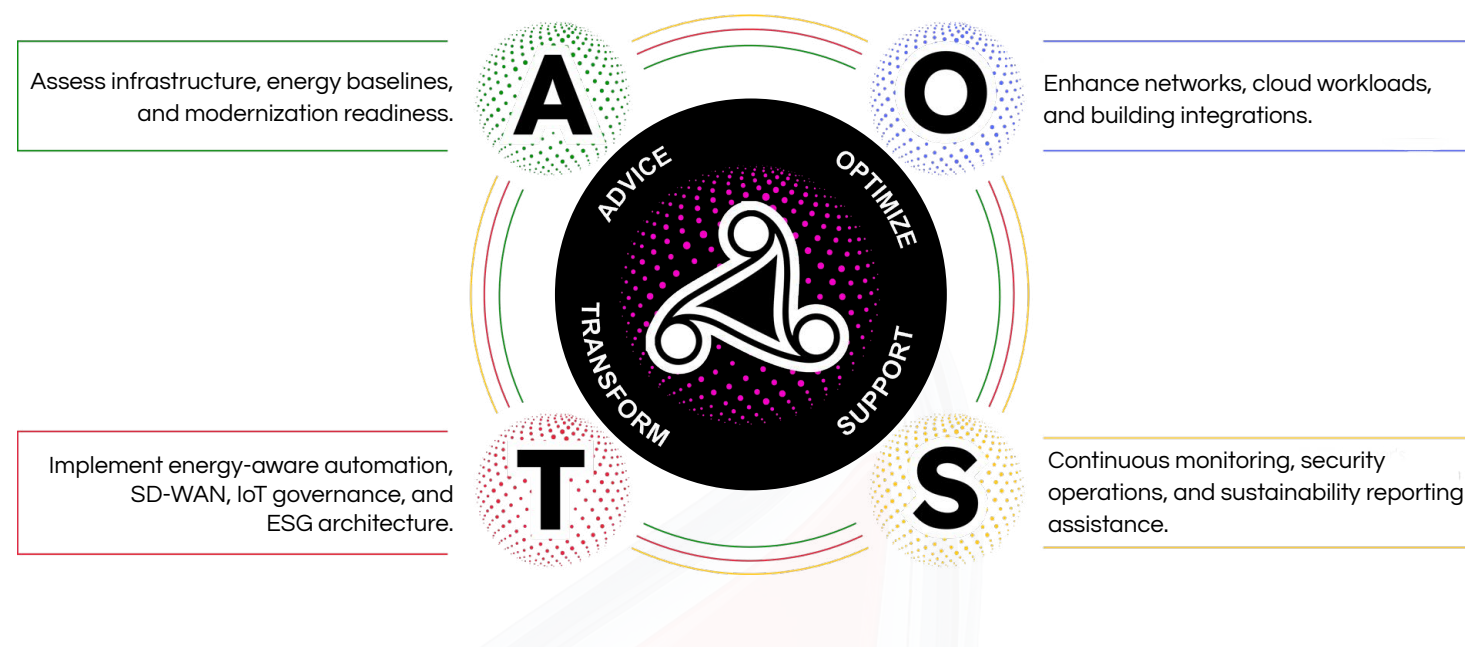 Assess infrastructure, energy baselines,
and modernization readiness.
A
O
Enhance networks, cloud workloads,
and building integrations.
ADVICE
OPTIMIZE
TRANSFORM
SUPPORT
Implement energy-aware automation,
SD-WAN, IoT governance, and
ESG architecture.
T
S
Continuous monitoring, security
operations, and sustainability reporting
assistance.